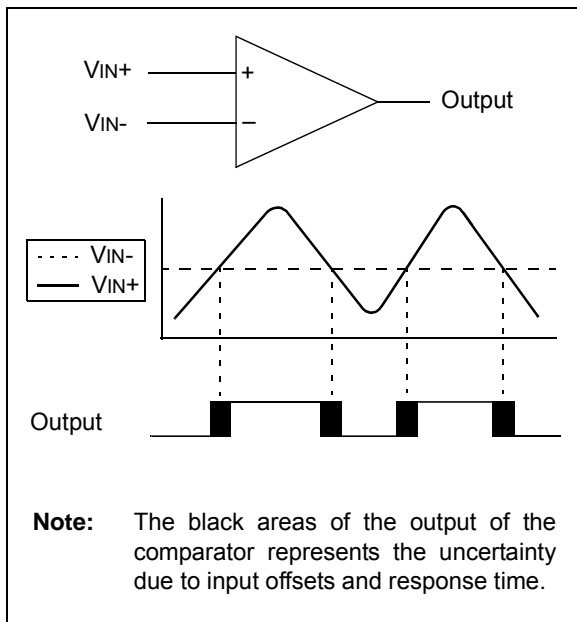 VIN+
+
Output
VIN-
−
VIN-
VIN+
Output
Note: The black areas of the output of the
comparator represents the uncertainty
due to input offsets and response time.